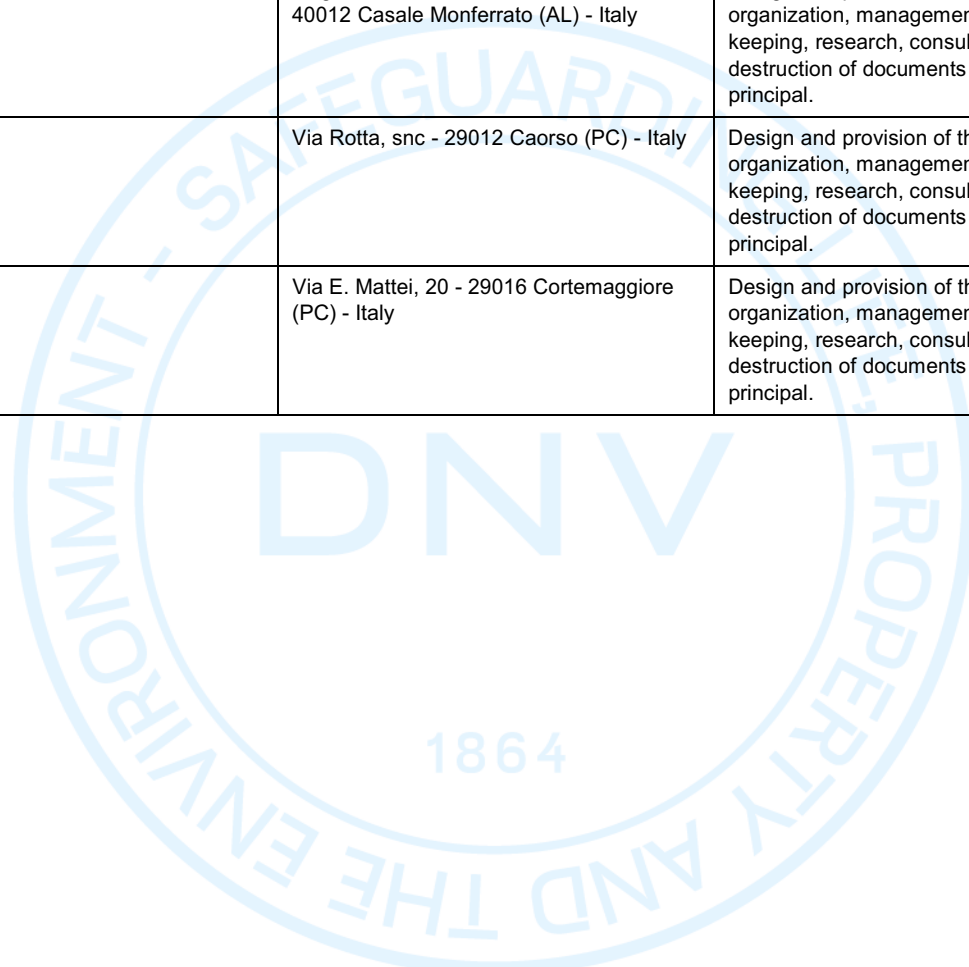 40012 Casale Monferrato (AL) - Italy
organization, managemen
keeping, research, consul
destruction of documents
principal.
Via Rotta, snc - 29012 Caorso (PC) - Italy
Design and provision of th
organization, managemen
keeping, research, consul
destruction of documents
principal.
Via E. Mattei, 20 - 29016 Cortemaggiore
(PC) - Italy
Design and provision of th
organization, managemen
keeping, research, consul
destruction of documents
principal.
SAFEGUARDING LIFE, PROPERTY AND THE ENVIRONMENT -
DNV
1864